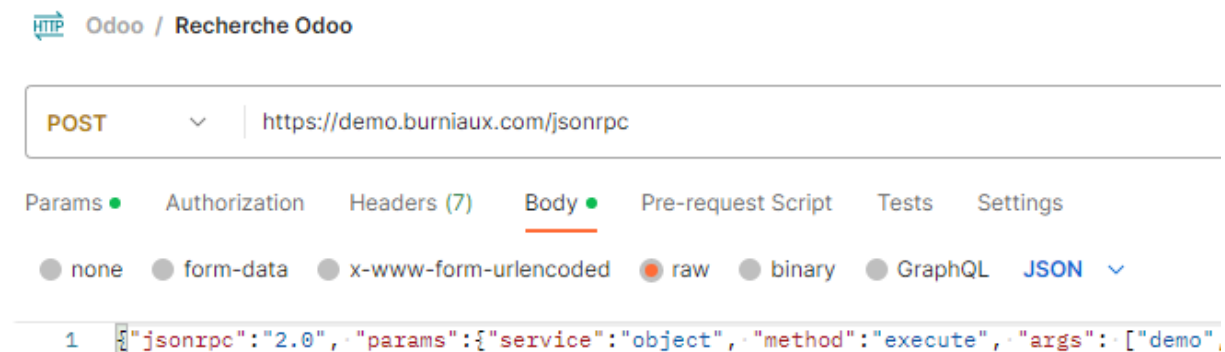 HTTP Odoo / Recherche Odoo
POST https://demo.burniaux.com/jsonrpc
Params Authorization Headers (7) Body Pre-request Script Tests Settings
none form-data x-www-form-urlencoded raw binary GraphQL JSON
1 {"jsonrpc":"2.0", "params":{"service":"object", "method":"execute", "args": ["demo",